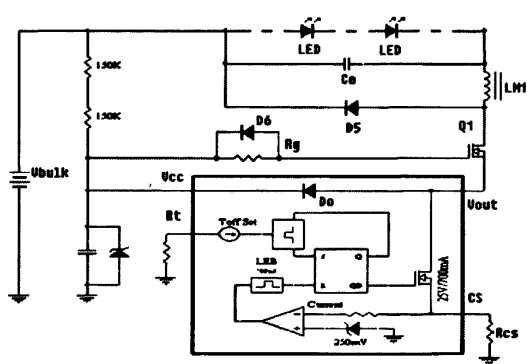 LED LED
Co
LM1
150K
D5
150K
D6
Q1
Rg
Vbulk
Vcc
Do
Vout
Rt
Toff Set
S Q
LEB
R
25V/700mA
Current
CS
250mV
Rcs